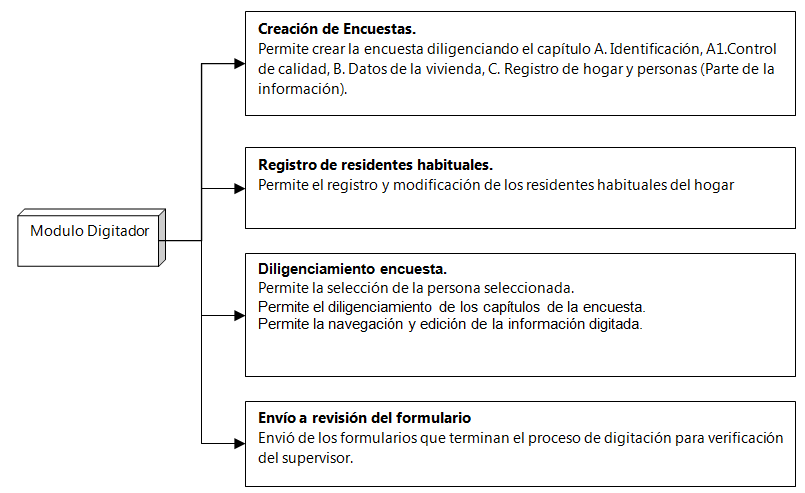 Creación de Encuestas.
Permite crear la encuesta diligenciando el capítulo A. Identificación, A1.Control
de calidad, B. Datos de la vivienda, C. Registro de hogar y personas (Parte de la
información).
Registro de residentes habituales.
Permite el registro y modificación de los residentes habituales del hogar
Modulo Digitador
Diligenciamiento encuesta.
Permite la selección de la persona seleccionada.
Permite el diligenciamiento de los capítulos de la encuesta.
Permite la navegación y edición de la información digitada.
Envío a revisión del formulario
Envió de los formularios que terminan el proceso de digitación para verificación
del supervisor.